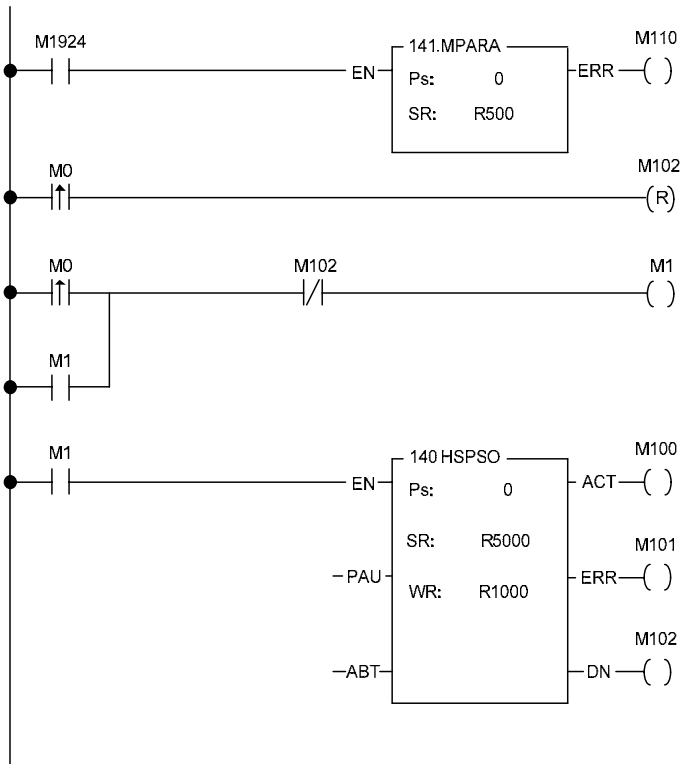 M1924
141.MPARA
M110
EN
Ps: 0
ERR
SR: R500
M0
M102
R
M0
M102
M1
M1
M1
140 HSPSO
M100
EN
Ps: 0
ACT
SR: R5000
M101
PAU
WR: R1000
ERR
M102
ABT
DN